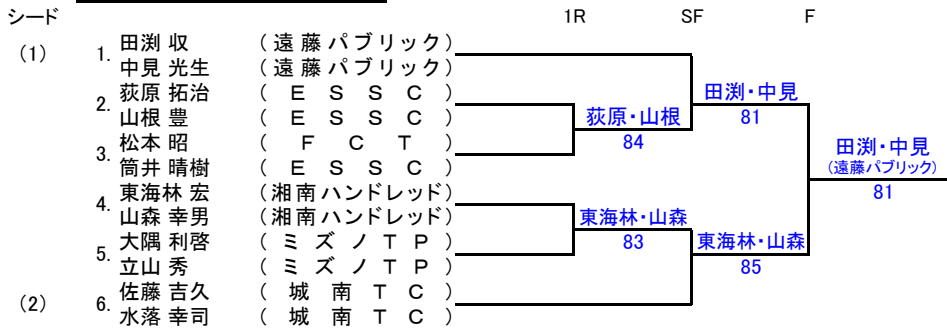 シード 1R SF F
(1) 1. 田渕 収 (遠藤パブリック)
中見 光生 (遠藤パブリック)
2. 荻原 拓治 (ESSC)
山根 豊 (ESSC)
3. 松本 昭 (FCT)
筒井 晴樹 (ESSC)
4. 東海林 宏 (湘南ハンドレッド)
山森 幸男 (湘南ハンドレッド)
5. 大隅 利啓 (ミズノTP)
立山 秀 (ミズノTP)
(2) 6. 佐藤 吉久 (城南TC)
水落 幸司 (城南TC)
荻原・山根
84
東海林・山森
83
田渕・中見
81
東海林・山森
85
田渕・中見
(遠藤パブリック)
81